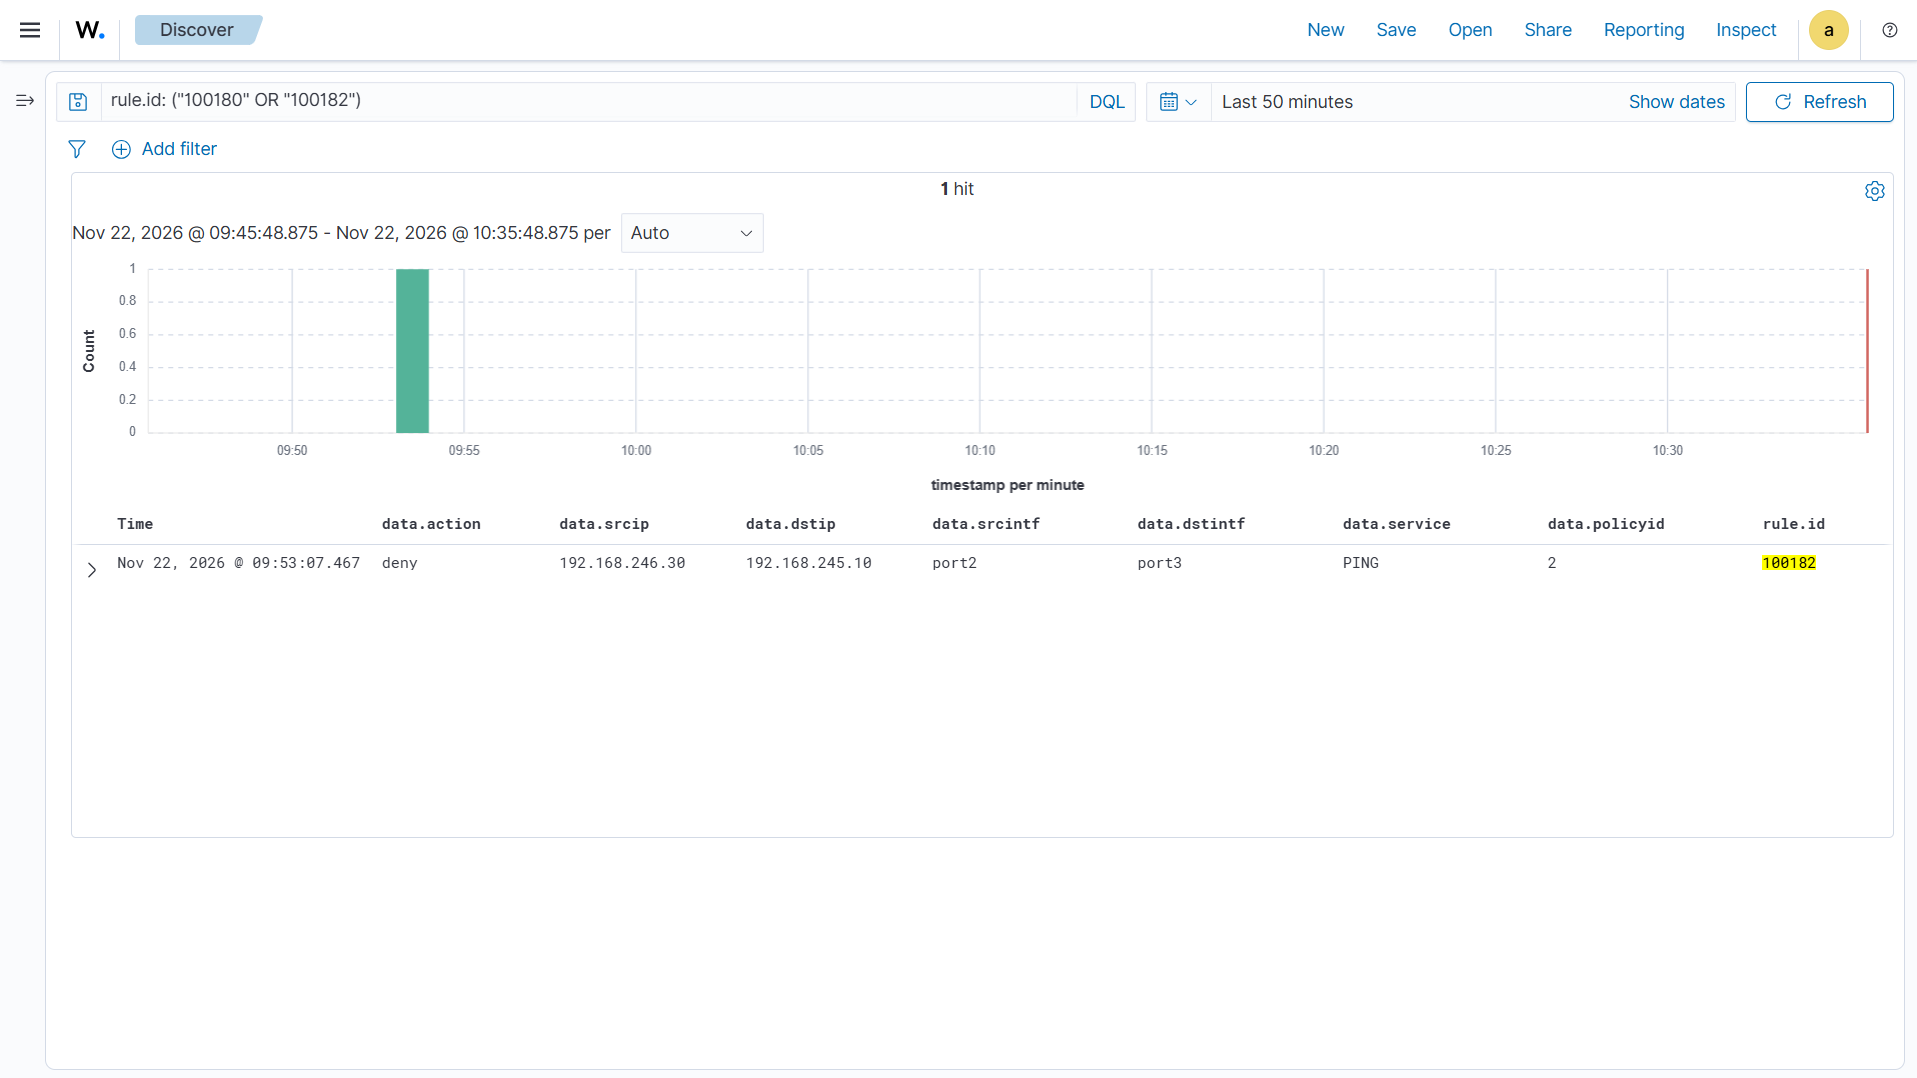 W.
Discover
New
Save
Open
Share
Reporting
Inspect
a
rule.id: ("100180" OR "100182")
DQL
Last 50 minutes
Show dates
Refresh
Add filter
1 hit
Nov 22, 2026 @ 09:45:48.875 - Nov 22, 2026 @ 10:35:48.875 per
Auto
Count
1
0.8
0.6
0.4
0.2
0
09:50
09:55
10:00
10:05
10:10
10:15
10:20
10:25
10:30
timestamp per minute
Time data.action data.srcip data.dstip data.srcintf data.dstintf data.service data.policyid rule.id
Nov 22, 2026 @ 09:53:07.467 deny 192.168.246.30 192.168.245.10 port2 port3 PING 2 100182